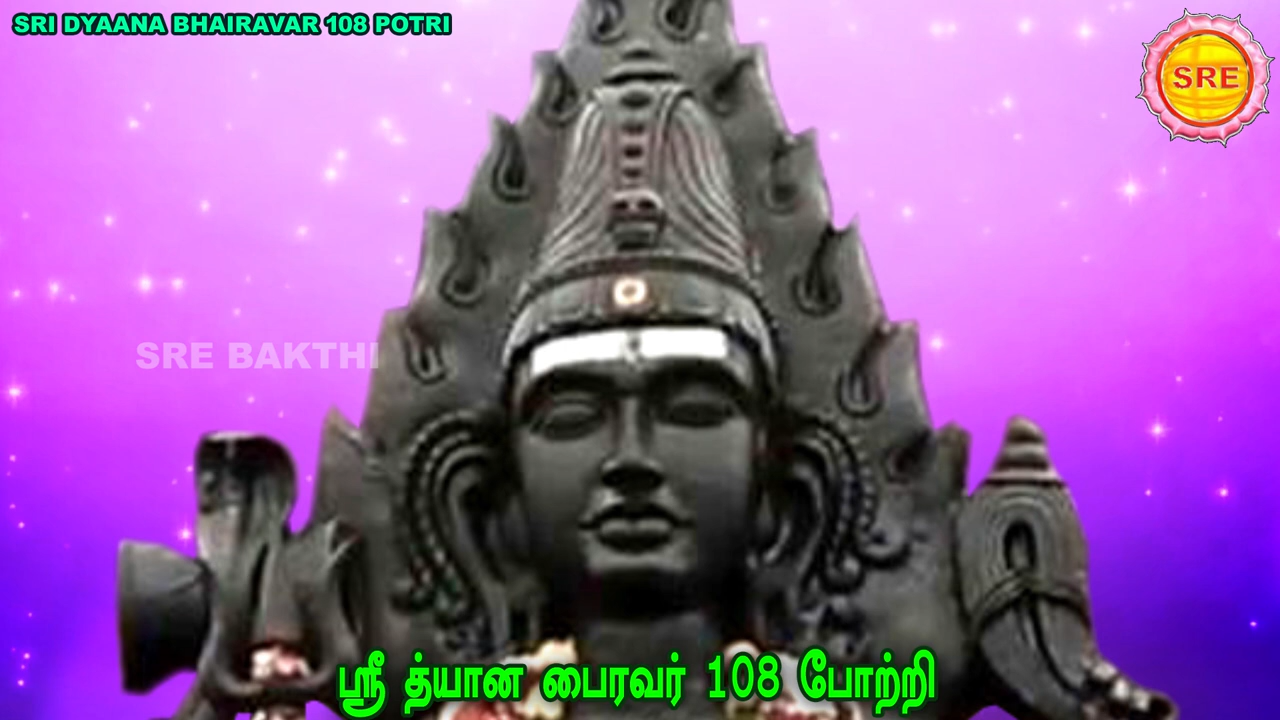 SRI DYAANA BHAIRAVAR 108 POTRI
SRE
SRE BAKTHI
ஸ்ரீ த்யான பைரவர் 108 போற்றி